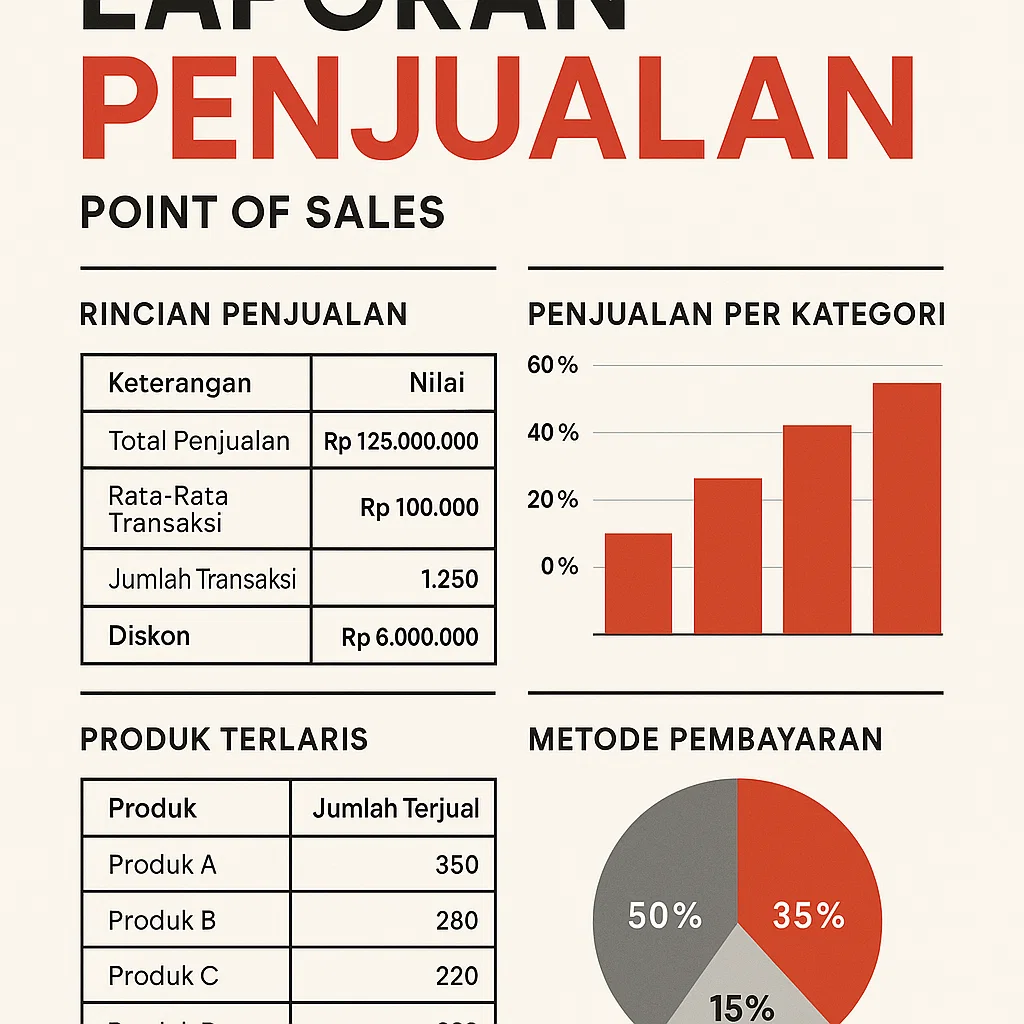 LAPORAN
PENJUALAN
POINT OF SALES
RINCIAN PENJUALAN
Keterangan Nilai
Total Penjualan Rp 125.000.000
Rata-Rata
Transaksi Rp 100.000
Jumlah Transaksi 1.250
Diskon Rp 6.000.000
PENJUALAN PER KATEGORI
60%
40%
20%
0%
PRODUK TERLARIS
Produk Jumlah Terjual
Produk A 350
Produk B 280
Produk C 220
METODE PEMBAYARAN
50% 35%
15%